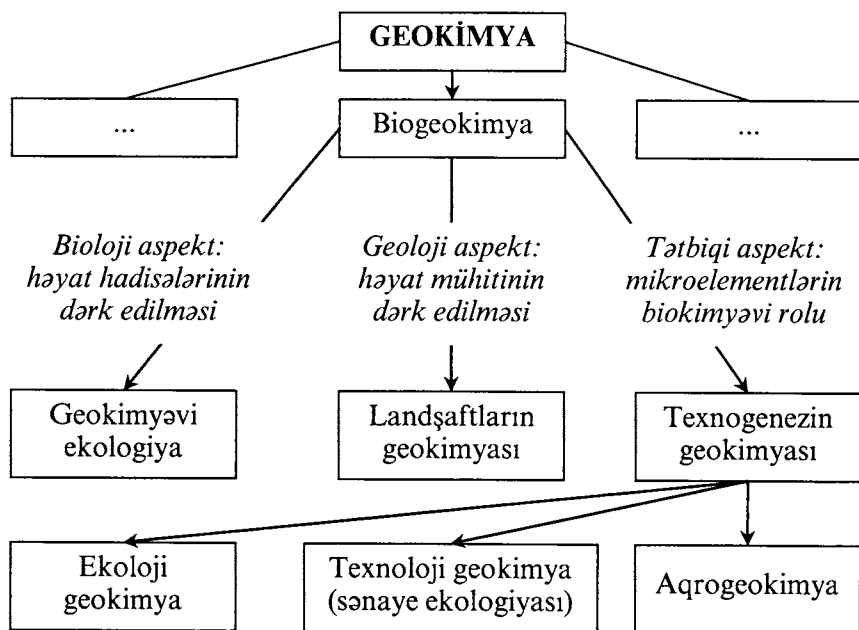 GEOKİMYA
...
Biogeokimya
...
Bioloji aspekt:
həyat hadisələrinin
dərk edilməsi
Geoloji aspekt:
həyat mühitinin
dərk edilməsi
Tətbiqi aspekt:
mikroelementlərin
biokimyəvi rolu
Geokimyəvi
ekologiya
Landşaftların
geokimyası
Texnogenezin
geokimyası
Ekoloji
geokimya
Texnoloji geokimya
(sənaye ekologiyası)
Aqrogeokimya